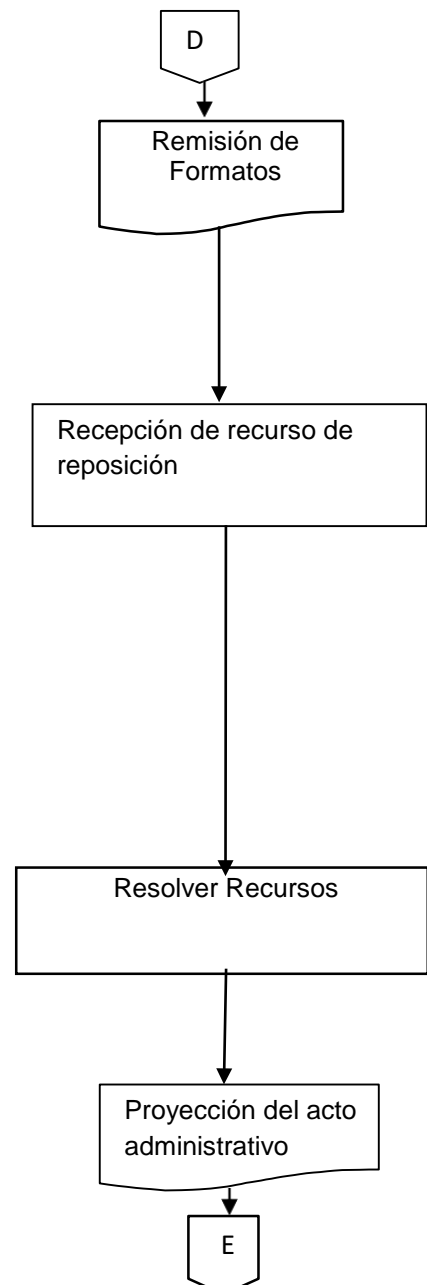 D
Remisión de
Formatos
Recepción de recurso de
reposición
Resolver Recursos
Proyección del acto
administrativo
E